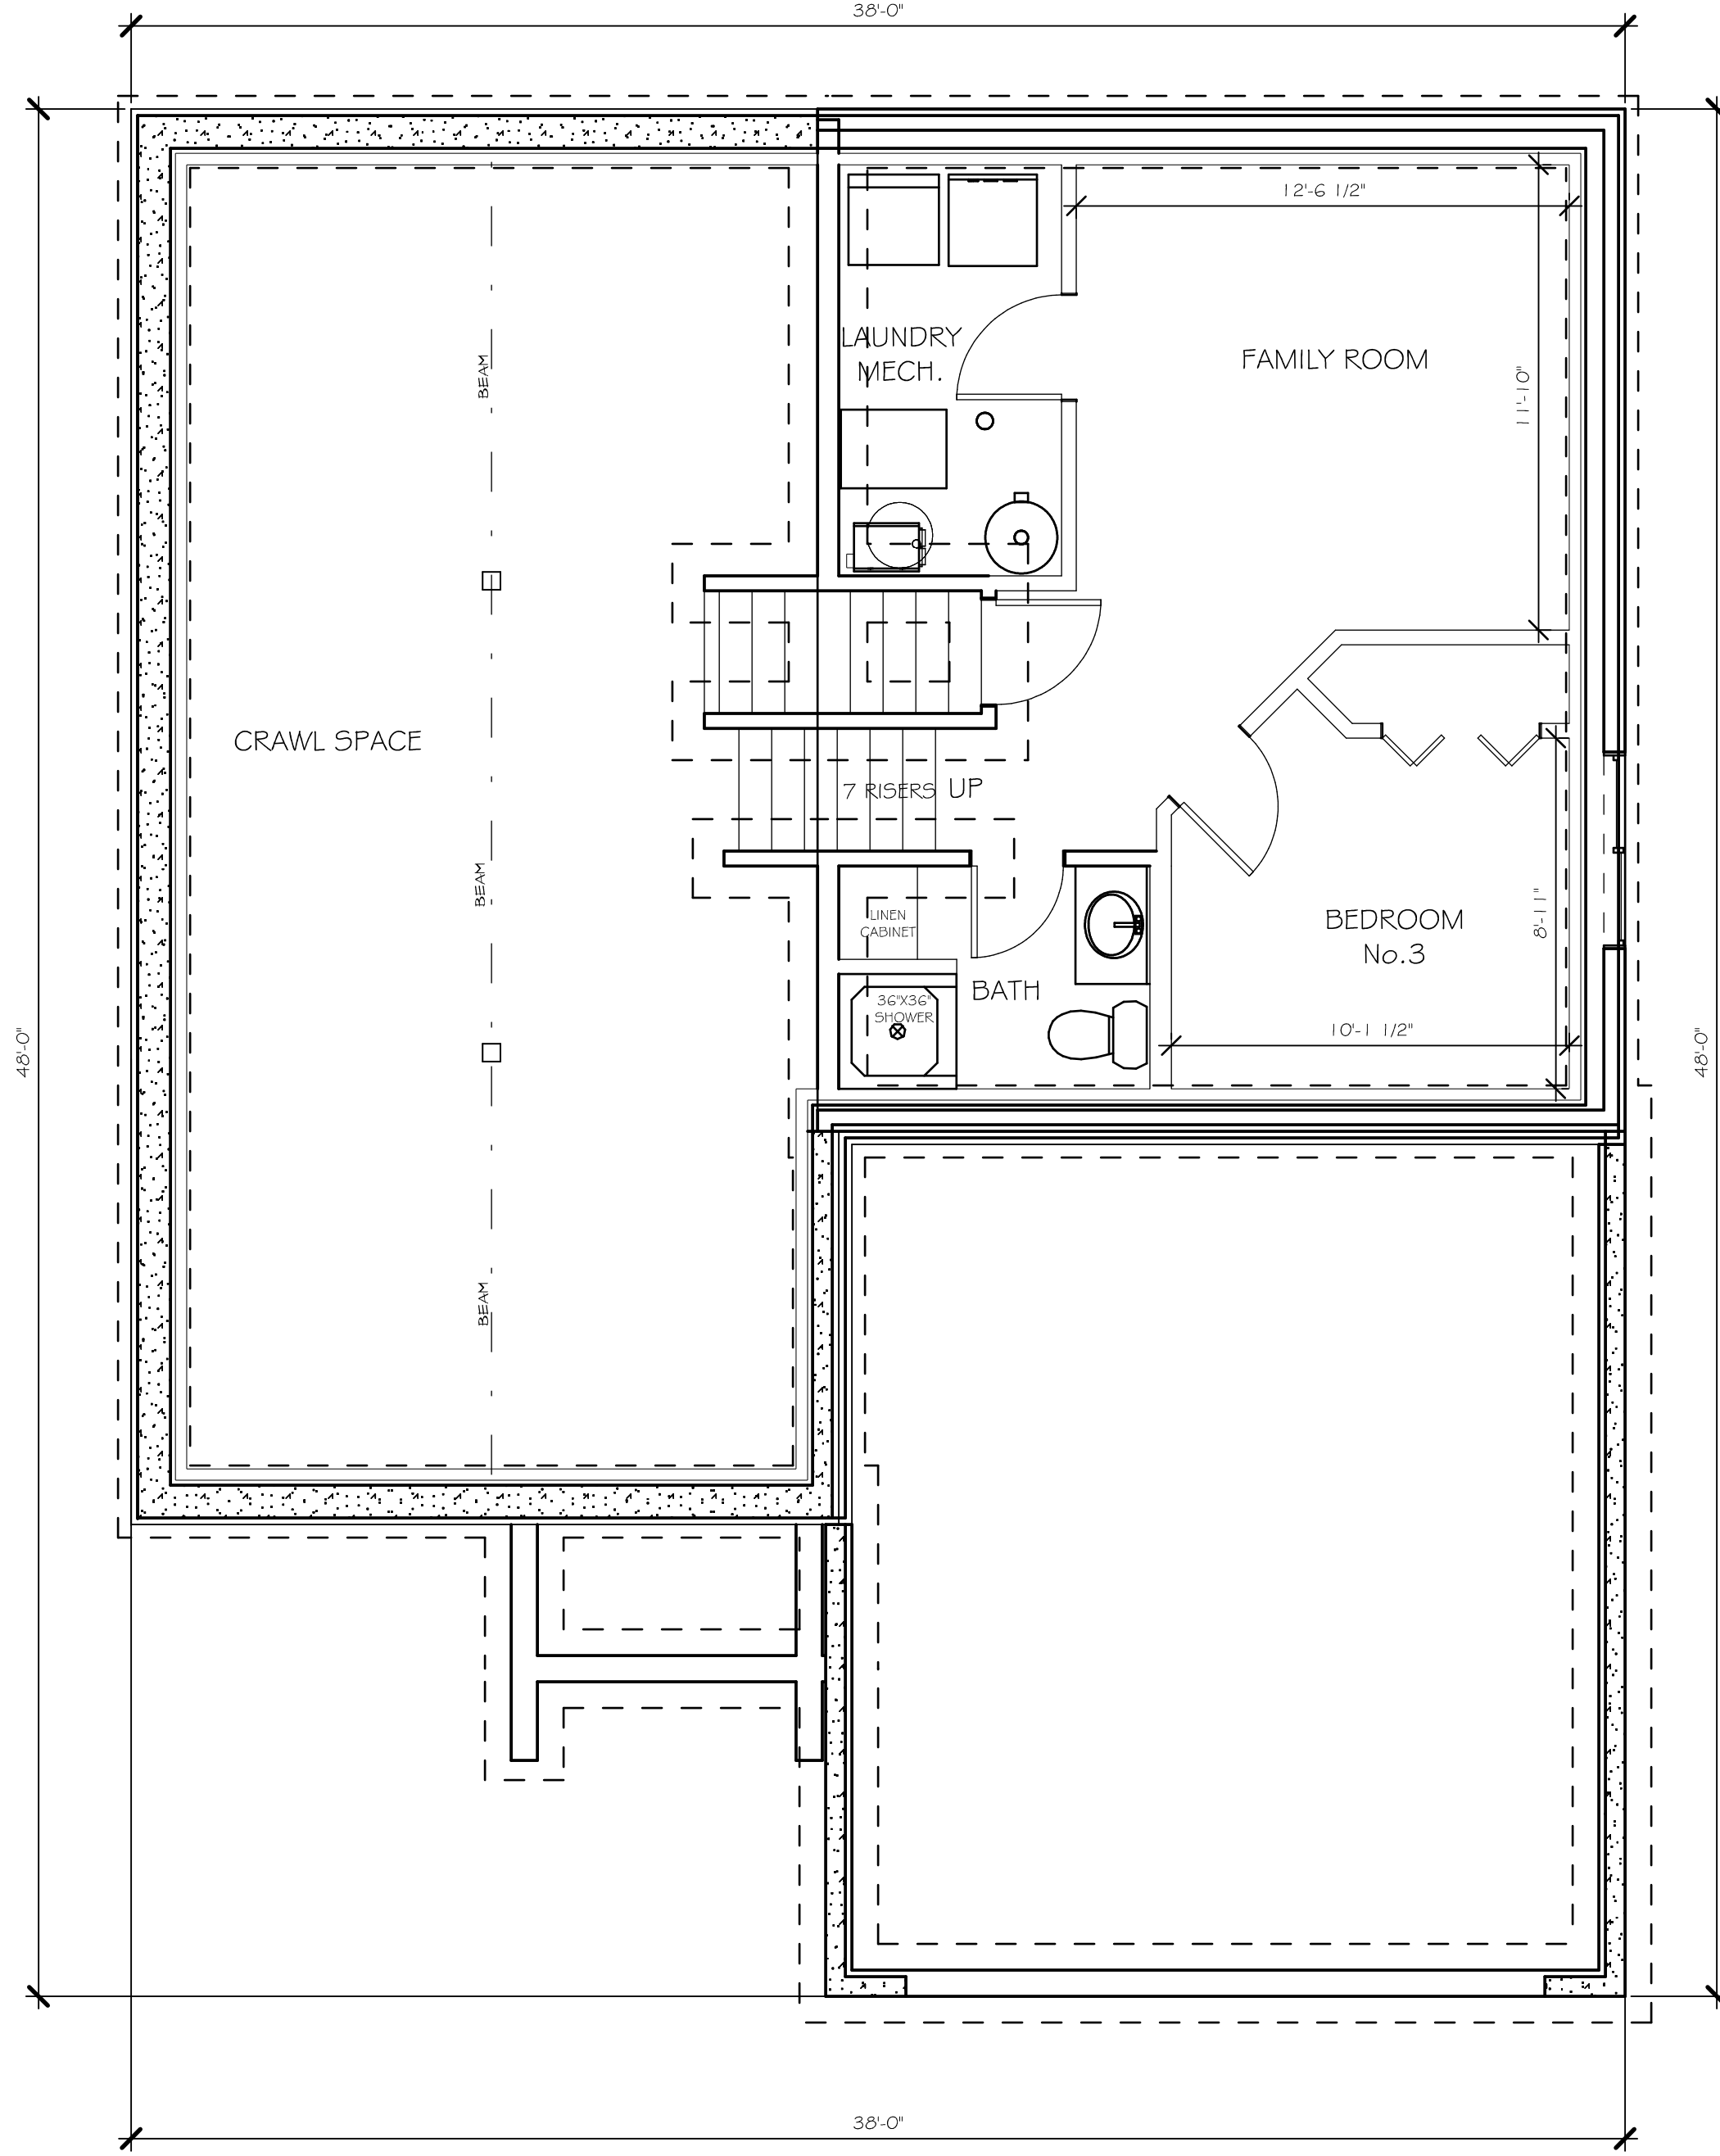 38'-0"
12'-6 1/2"
LAUNDRY
MECH.
FAMILY ROOM
11'-10"
BEAM
CRAWL SPACE
7 RISERS UP
BEAM
LINEN
CABINET
BEDROOM
No.3
8'-11"
BATH
36"X36"
SHOWER
10'-1 1/2"
48'-0"
48'-0"
BEAM
38'-0"